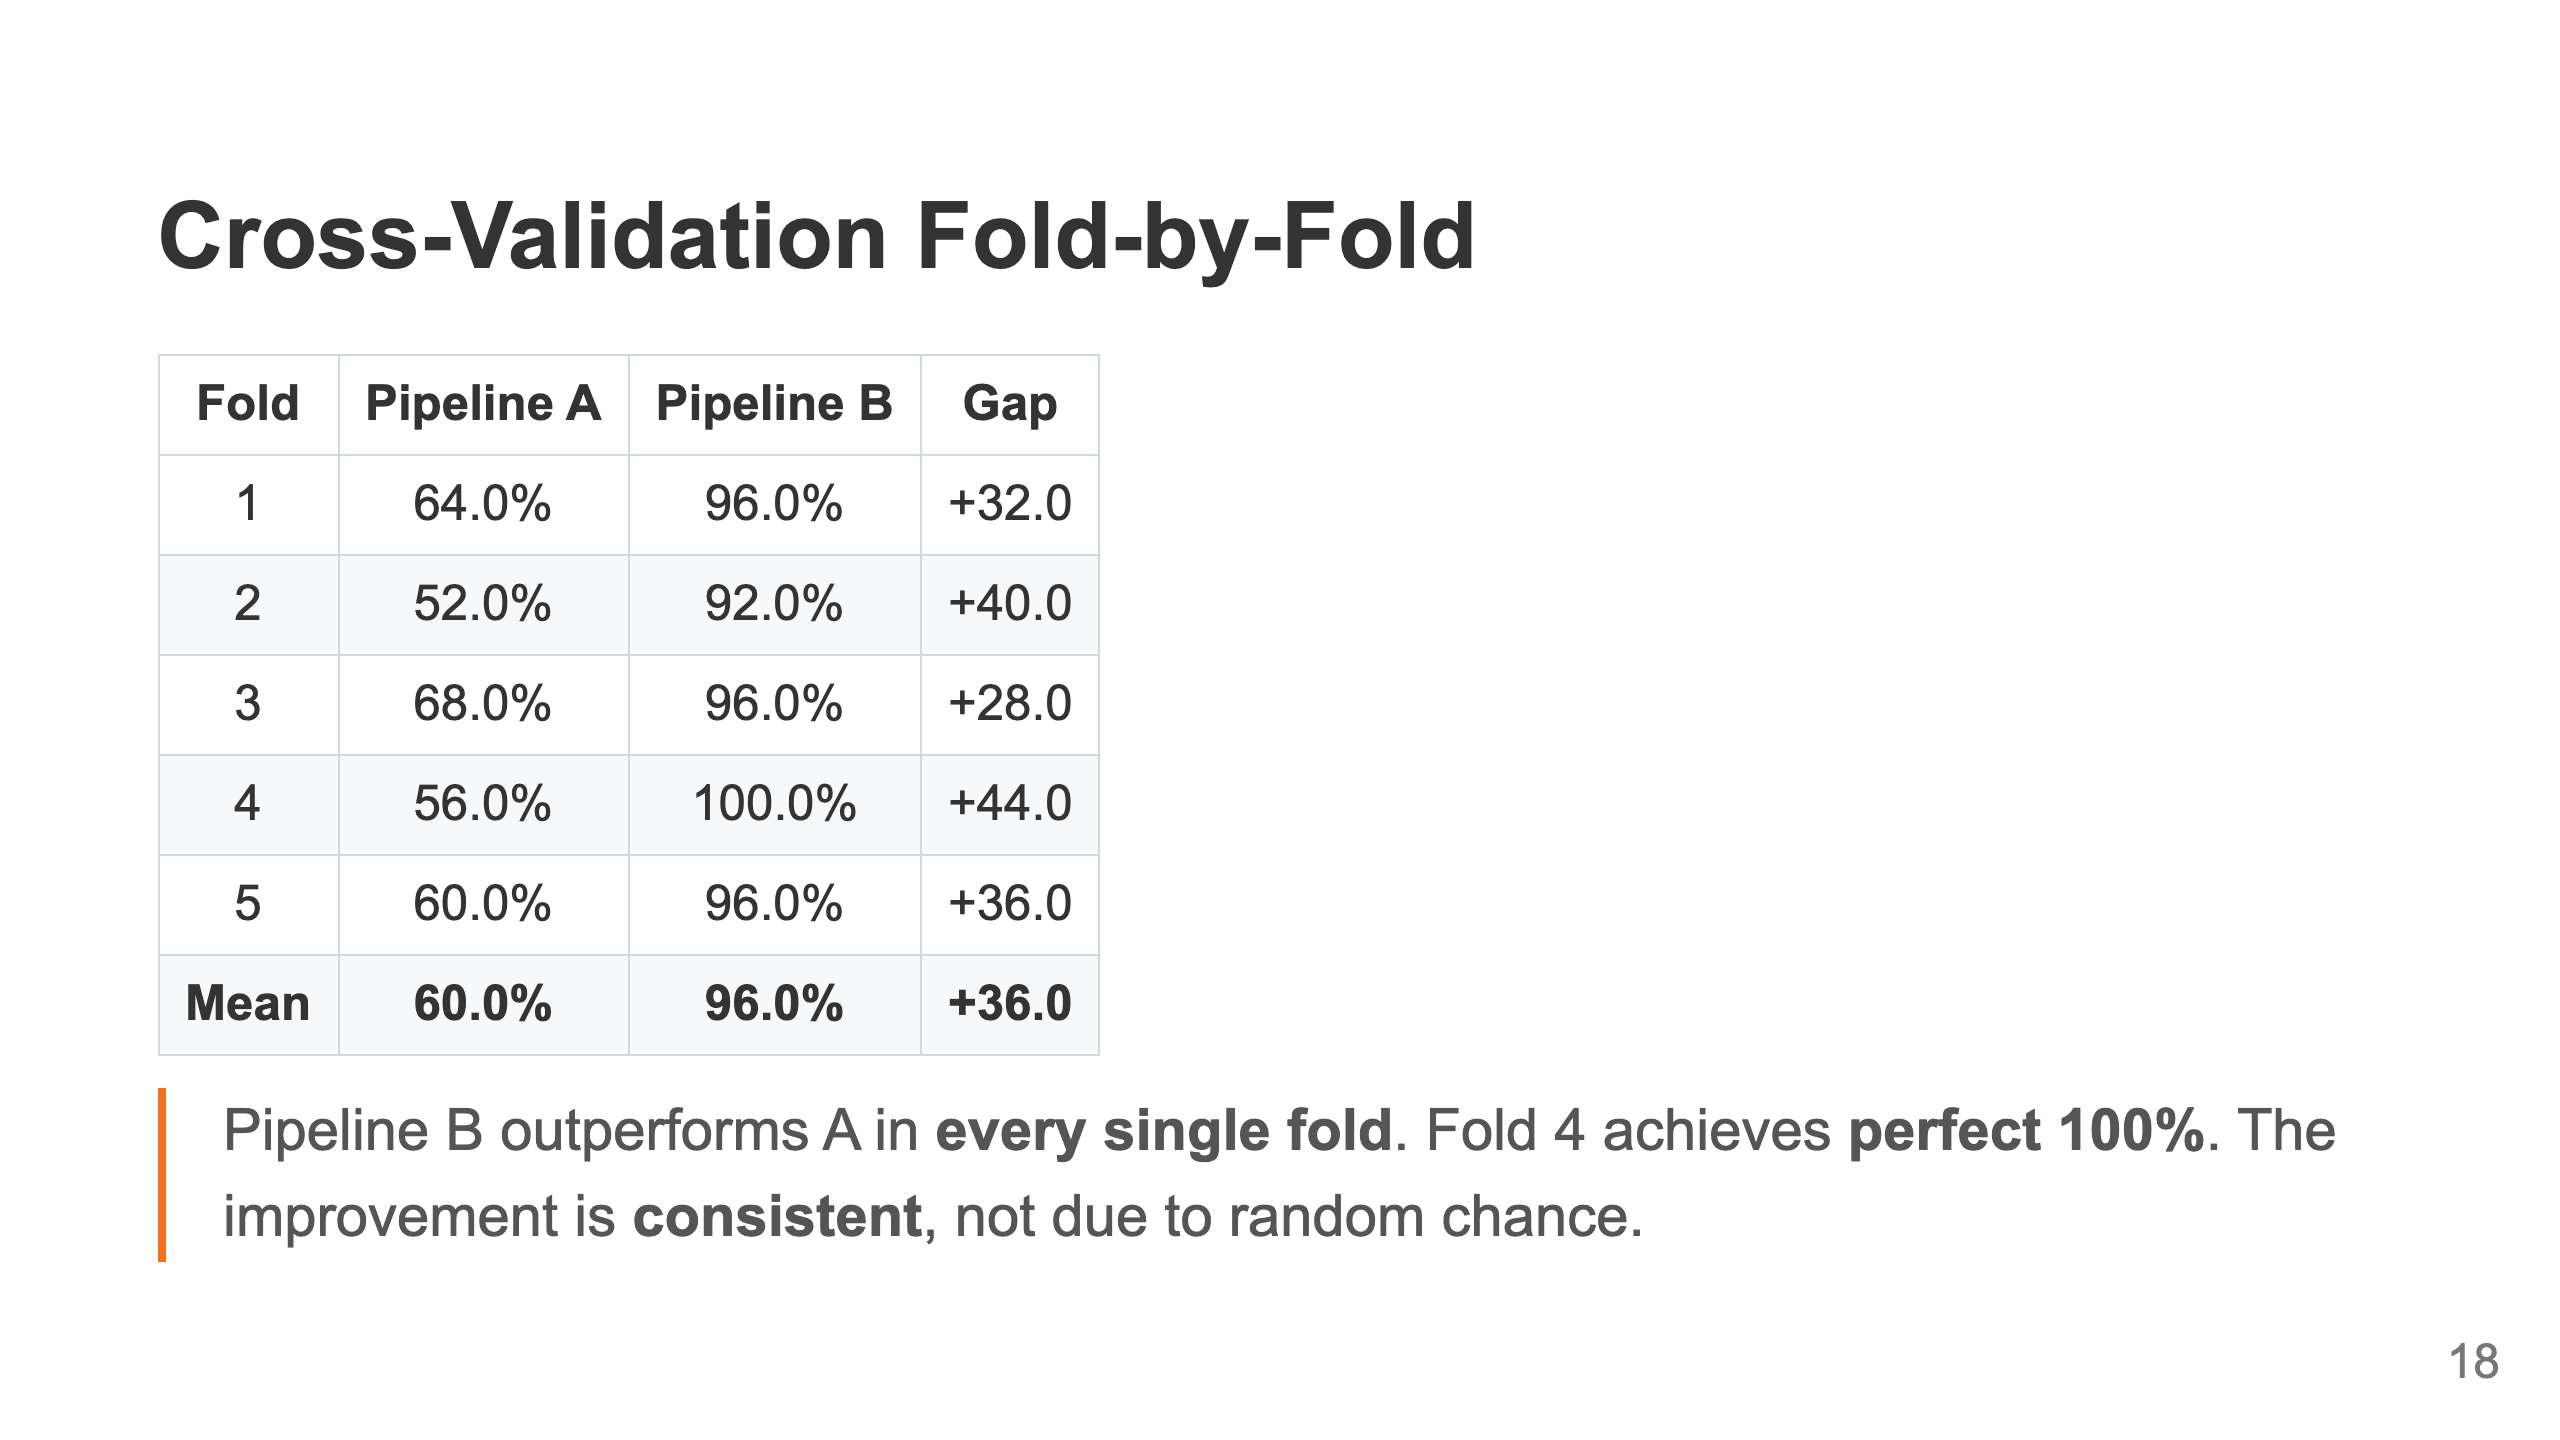 Cross-Validation Fold-by-Fold
Fold Pipeline A Pipeline B Gap
1 64.0% 96.0% +32.0
2 52.0% 92.0% +40.0
3 68.0% 96.0% +28.0
4 56.0% 100.0% +44.0
5 60.0% 96.0% +36.0
Mean 60.0% 96.0% +36.0
Pipeline B outperforms A in every single fold. Fold 4 achieves perfect 100%. The
improvement is consistent, not due to random chance.
18